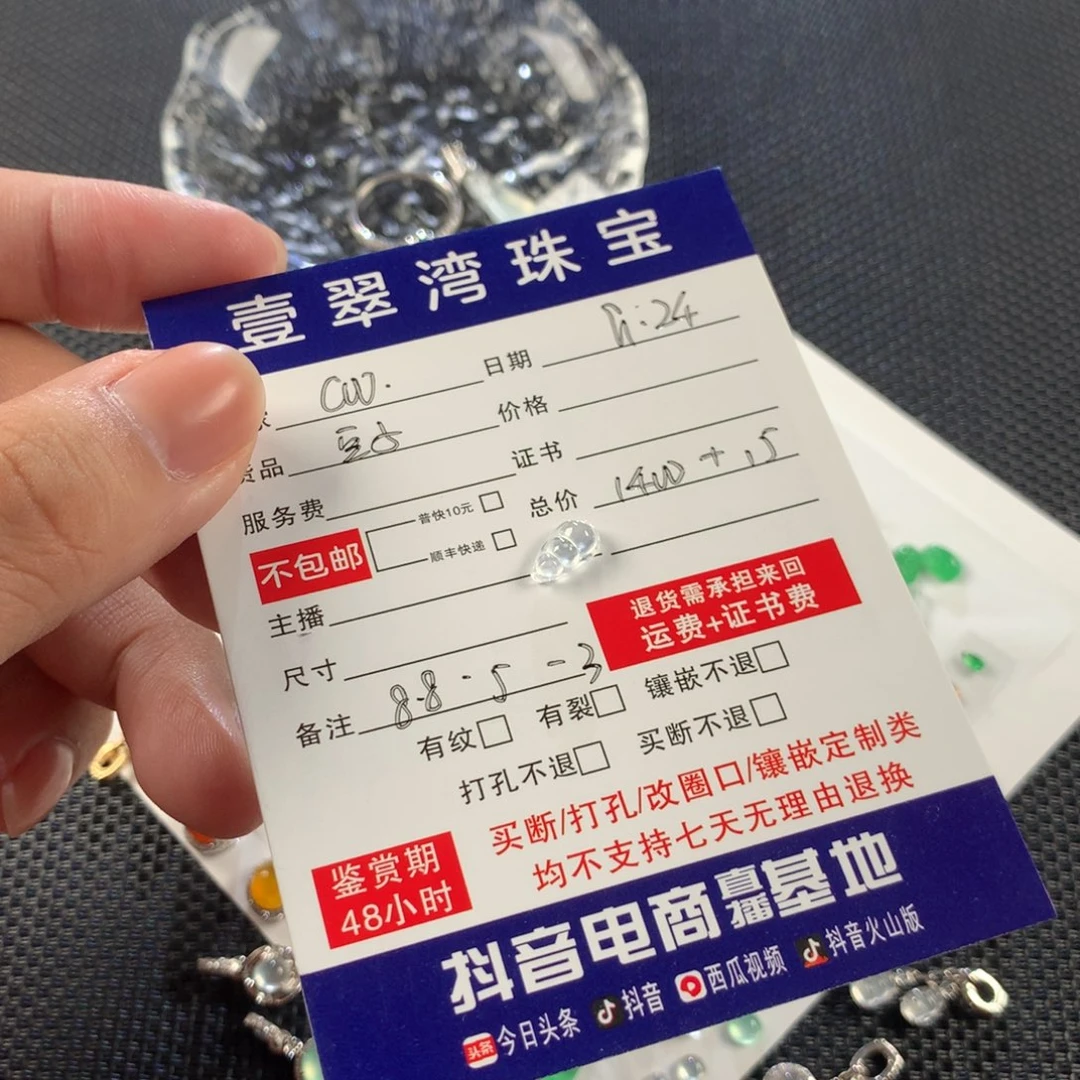 壹翠湾珠宝
CW. 日期
货品 豆占 价格
服务费 证书
普快10元 总价 1400+15
不包邮 顺丰快递
主播
退货需承担来回
运费+证书费
尺寸
备注 8.8·5-3
有纹 有裂 镶嵌不退
打孔不退 买断不退
买断/打孔/改圈口/镶嵌定制类
均不支持七天无理由退换
鉴赏期
48小时
抖音电商直播基地
头条 今日头条 抖音 西瓜视频 抖音火山版